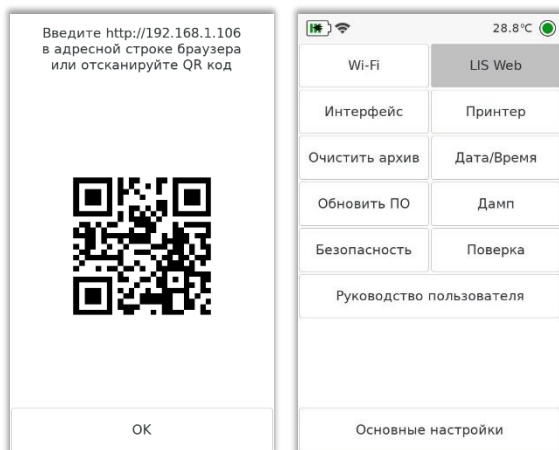 Введите http://192.168.1.106
в адресной строке браузера
или отсканируйте QR код
OK
28.8°C
Wi-Fi
LIS Web
Интерфейс
Принтер
Очистить архив
Дата/Время
Обновить ПО
Дамп
Безопасность
Поверка
Руководство пользователя
Основные настройки